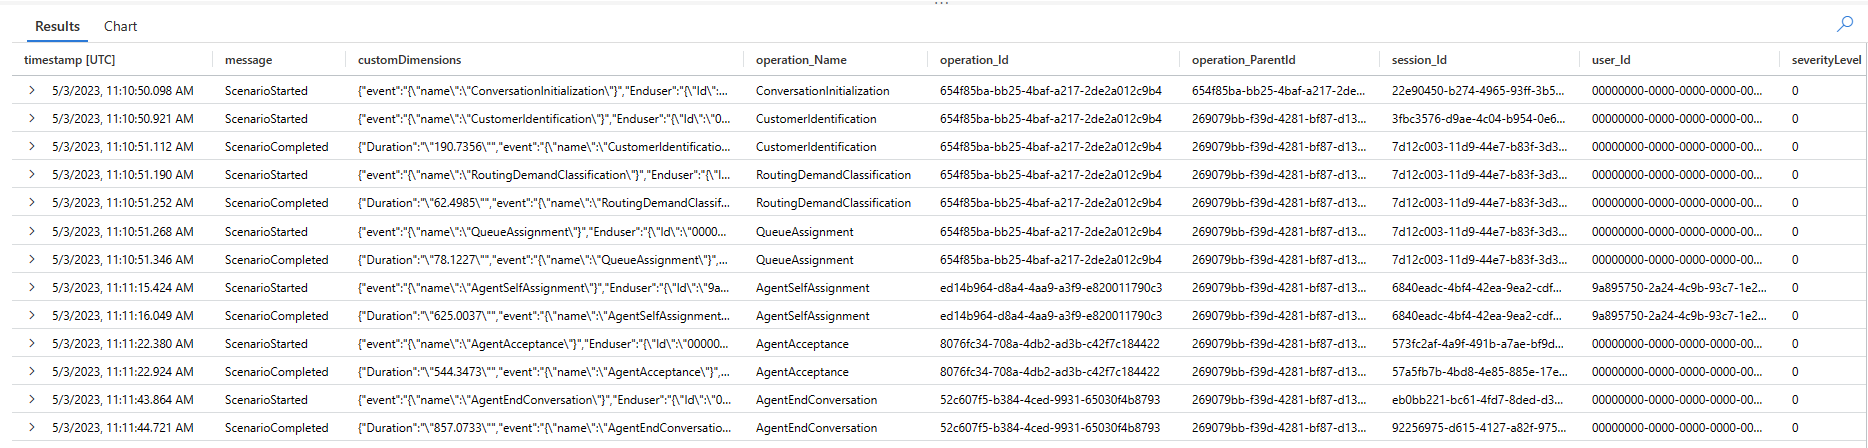 Results Chart
timestamp [UTC] message customDimensions operation_Name operation_Id operation_ParentId session_Id user_Id severityLevel
5/3/2023, 11:10:50.098 AM ScenarioStarted {"event":"{\"name\":\"ConversationInitialization\"}","Enduser":"{\"Id\":... ConversationInitialization 654f85ba-bb25-4baf-a217-2de2a012c9b4 654f85ba-bb25-4baf-a217-2de... 22e90450-b274-4965-93ff-3b5... 00000000-0000-0000-0000-00... 0
5/3/2023, 11:10:50.921 AM ScenarioStarted {"event":"{\"name\":\"CustomerIdentification\"}","Enduser":"{\"Id\":\"0... CustomerIdentification 654f85ba-bb25-4baf-a217-2de2a012c9b4 269079bb-f39d-4281-bf87-d13... 3fbc3576-d9ae-4c04-b954-0e6... 00000000-0000-0000-0000-00... 0
5/3/2023, 11:10:51.112 AM ScenarioCompleted {"Duration":"\"190.7356\"","event":"{\"name\":\"CustomerIdentificatio... CustomerIdentification 654f85ba-bb25-4baf-a217-2de2a012c9b4 269079bb-f39d-4281-bf87-d13... 7d12c003-11d9-44e7-b83f-3d3... 00000000-0000-0000-0000-00... 0
5/3/2023, 11:10:51.190 AM ScenarioStarted {"event":"{\"name\":\"RoutingDemandClassification\"}","Enduser":"{\"I... RoutingDemandClassification 654f85ba-bb25-4baf-a217-2de2a012c9b4 269079bb-f39d-4281-bf87-d13... 7d12c003-11d9-44e7-b83f-3d3... 00000000-0000-0000-0000-00... 0
5/3/2023, 11:10:51.252 AM ScenarioCompleted {"Duration":"\"62.4985\"","event":"{\"name\":\"RoutingDemandClassif... RoutingDemandClassification 654f85ba-bb25-4baf-a217-2de2a012c9b4 269079bb-f39d-4281-bf87-d13... 7d12c003-11d9-44e7-b83f-3d3... 00000000-0000-0000-0000-00... 0
5/3/2023, 11:10:51.268 AM ScenarioStarted {"event":"{\"name\":\"QueueAssignment\"}","Enduser":"{\"Id\":\"0000... QueueAssignment 654f85ba-bb25-4baf-a217-2de2a012c9b4 269079bb-f39d-4281-bf87-d13... 7d12c003-11d9-44e7-b83f-3d3... 00000000-0000-0000-0000-00... 0
5/3/2023, 11:10:51.346 AM ScenarioCompleted {"Duration":"\"78.1227\"","event":"{\"name\":\"QueueAssignment\"}",... QueueAssignment 654f85ba-bb25-4baf-a217-2de2a012c9b4 269079bb-f39d-4281-bf87-d13... 7d12c003-11d9-44e7-b83f-3d3... 00000000-0000-0000-0000-00... 0
5/3/2023, 11:11:15.424 AM ScenarioStarted {"event":"{\"name\":\"AgentSelfAssignment\"}","Enduser":"{\"Id\":\"9a... AgentSelfAssignment ed14b964-d8a4-4aa9-a3f9-e820011790c3 269079bb-f39d-4281-bf87-d13... 6840eadc-4bf4-42ea-9ea2-cdf... 9a895750-2a24-4c9b-93c7-1e2... 0
5/3/2023, 11:11:16.049 AM ScenarioCompleted {"Duration":"\"625.0037\"","event":"{\"name\":\"AgentSelfAssignment... AgentSelfAssignment ed14b964-d8a4-4aa9-a3f9-e820011790c3 269079bb-f39d-4281-bf87-d13... 6840eadc-4bf4-42ea-9ea2-cdf... 9a895750-2a24-4c9b-93c7-1e2... 0
5/3/2023, 11:11:22.380 AM ScenarioStarted {"event":"{\"name\":\"AgentAcceptance\"}","Enduser":"{\"Id\":\"00000... AgentAcceptance 8076fc34-708a-4db2-ad3b-c42f7c184422 269079bb-f39d-4281-bf87-d13... 573fc2af-4a9f-491b-a7ae-bf9d... 00000000-0000-0000-0000-00... 0
5/3/2023, 11:11:22.924 AM ScenarioCompleted {"Duration":"\"544.3473\"","event":"{\"name\":\"AgentAcceptance\"}",... AgentAcceptance 8076fc34-708a-4db2-ad3b-c42f7c184422 269079bb-f39d-4281-bf87-d13... 57a5fb7b-4bd8-4e85-885e-17e... 00000000-0000-0000-0000-00... 0
5/3/2023, 11:11:43.864 AM ScenarioStarted {"event":"{\"name\":\"AgentEndConversation\"}","Enduser":"{\"Id\":\"0... AgentEndConversation 52c607f5-b384-4ced-9931-65030f4b8793 269079bb-f39d-4281-bf87-d13... eb0bb221-bc61-4fd7-8ded-d3... 00000000-0000-0000-0000-00... 0
5/3/2023, 11:11:44.721 AM ScenarioCompleted {"Duration":"\"857.0733\"","event":"{\"name\":\"AgentEndConversatio... AgentEndConversation 52c607f5-b384-4ced-9931-65030f4b8793 269079bb-f39d-4281-bf87-d13... 92256975-d615-4127-a82f-975... 00000000-0000-0000-0000-00... 0